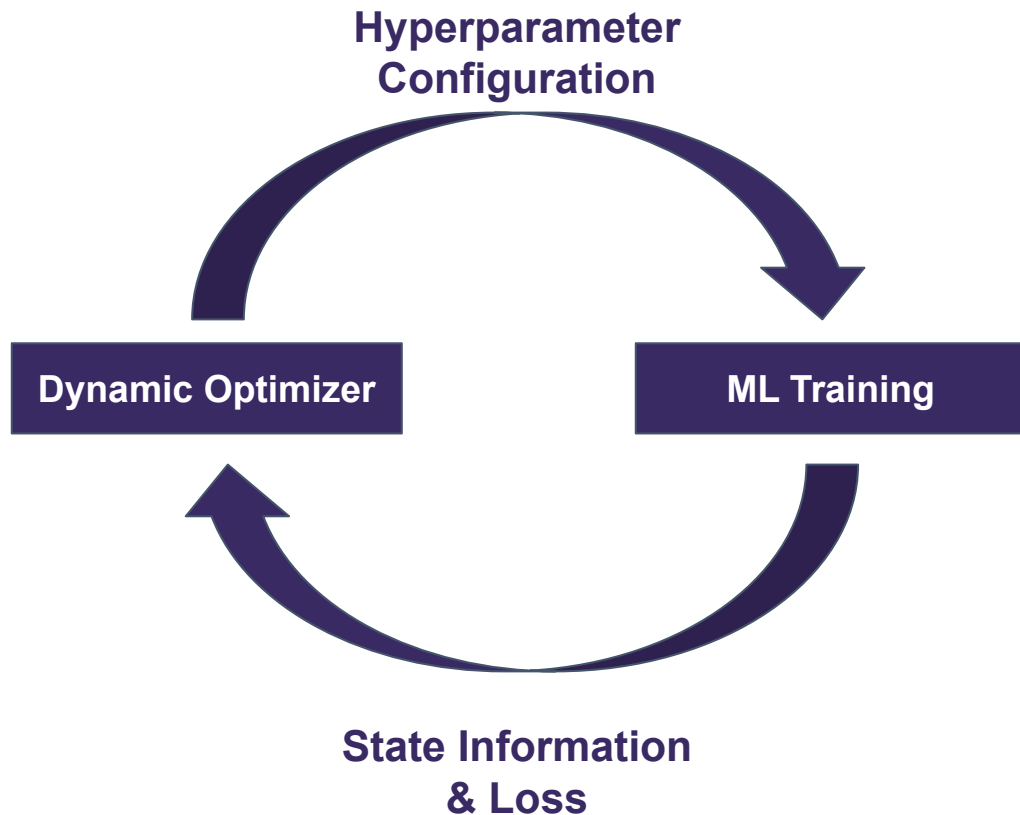 Hyperparameter
Configuration
Dynamic Optimizer
ML Training
State Information
& Loss